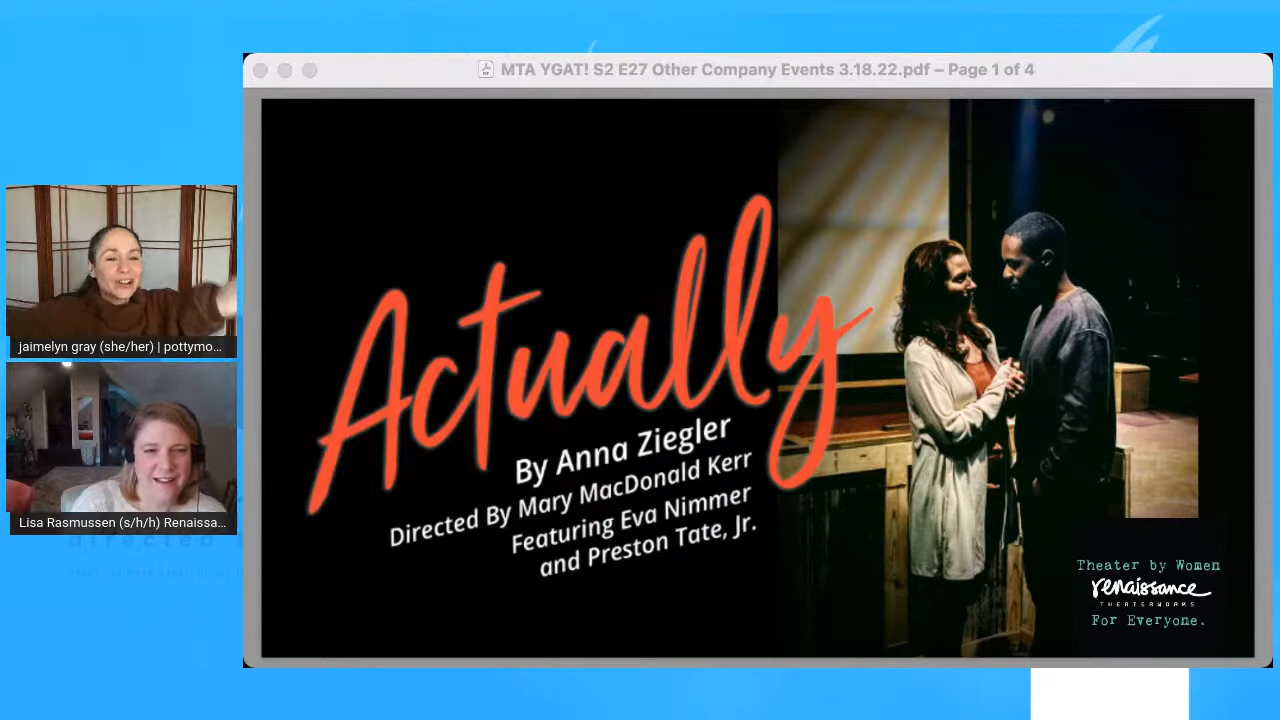 MTA YGAT! S2 E27 Other Company Events 3.18.22.pdf – Page 1 of 4
Actually
By Anna Ziegler
Directed By Mary MacDonald Kerr
Featuring Eva Nimmer
and Preston Tate, Jr.
Theater by Women
renaissance
THEATERWORKS
For Everyone.
jaimelyn gray (she/her) | pottymo...
Lisa Rasmussen (s/h/h) Renaissa...
directed